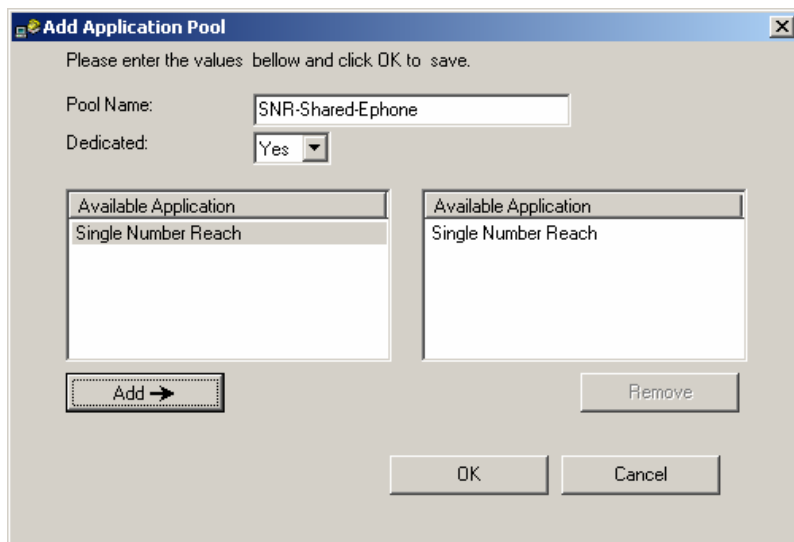 Add Application Pool
Please enter the values bellow and click OK to save.
Pool Name:
SNR-Shared-Ephone
Dedicated:
Yes
Available Application
Single Number Reach
Available Application
Single Number Reach
Add
Remove
OK
Cancel